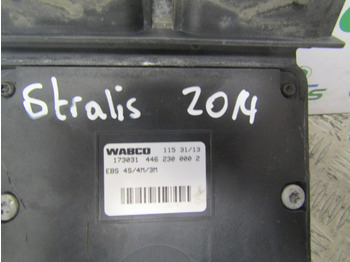 Stralis 2014
WABCO 115 31/13
173031 446 230 000 2
EBS 4S/4M/3M